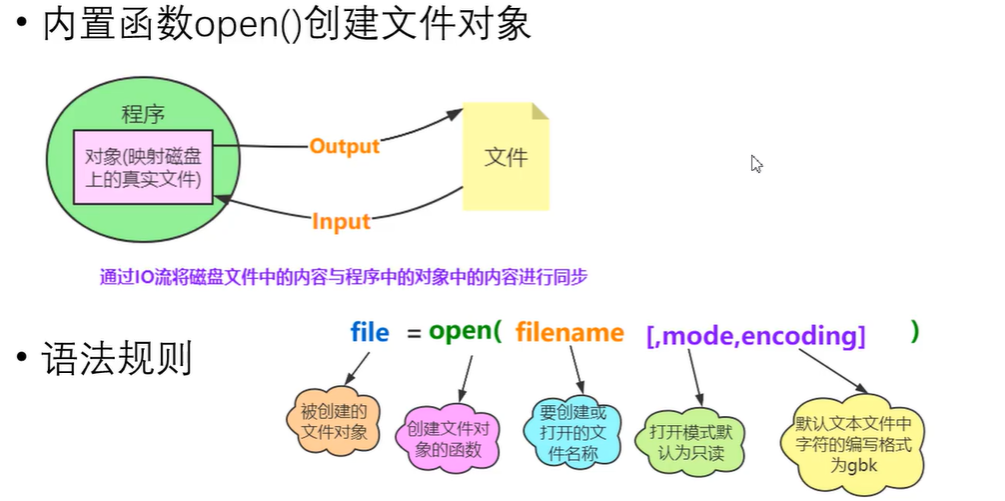 • 内置函数open()创建文件对象
程序
对象(映射磁盘
上的真实文件)
Output
文件
Input
通过IO流将磁盘文件中的内容与程序中的对象中的内容进行同步
• 语法规则
file = open( filename [,mode,encoding] )
被创建的
文件对象
创建文件对
象的函数
要创建或
打开的文
件名称
打开模式默
认为只读
默认文本文件中
字符的编写格式
为gbk